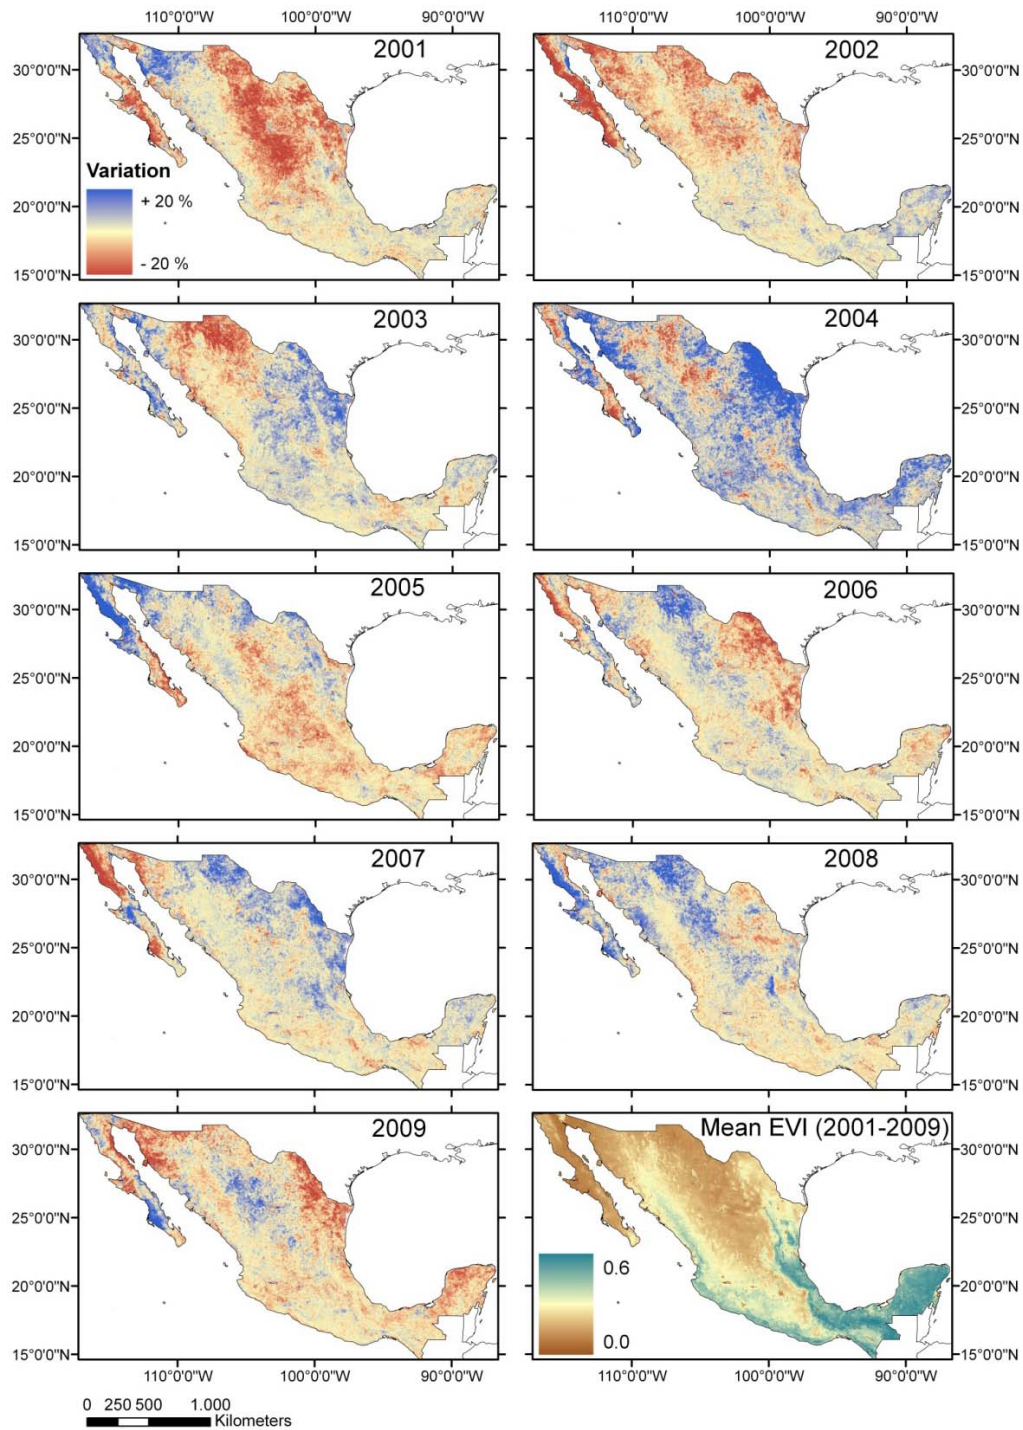 110°0'0"W 100°0'0"W 90°0'0"W 110°0'0"W 100°0'0"W 90°0'0"W
2001 2002
30°0'0"N 30°0'0"N
25°0'0"N 25°0'0"N
Variation
+ 20 %
20°0'0"N 20°0'0"N
- 20 %
15°0'0"N 15°0'0"N
2003 2004
30°0'0"N 30°0'0"N
25°0'0"N 25°0'0"N
20°0'0"N 20°0'0"N
15°0'0"N 15°0'0"N
2005 2006
30°0'0"N 30°0'0"N
25°0'0"N 25°0'0"N
20°0'0"N 20°0'0"N
15°0'0"N 15°0'0"N
2007 2008
30°0'0"N 30°0'0"N
25°0'0"N 25°0'0"N
20°0'0"N 20°0'0"N
15°0'0"N 15°0'0"N
2009 Mean EVI (2001-2009)
30°0'0"N 30°0'0"N
25°0'0"N 25°0'0"N
0.6
20°0'0"N 20°0'0"N
0.0
15°0'0"N 15°0'0"N
110°0'0"W 100°0'0"W 90°0'0"W 110°0'0"W 100°0'0"W 90°0'0"W
0 250 500 1.000
Kilometers